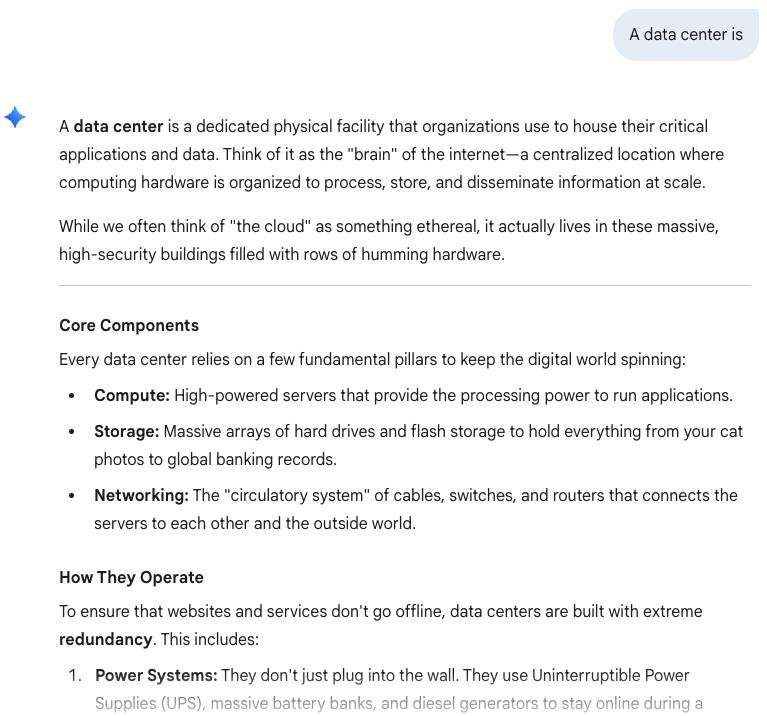 A data center is
A data center is a dedicated physical facility that organizations use to house their critical
applications and data. Think of it as the "brain" of the internet—a centralized location where
computing hardware is organized to process, store, and disseminate information at scale.
While we often think of "the cloud" as something ethereal, it actually lives in these massive,
high-security buildings filled with rows of humming hardware.
Core Components
Every data center relies on a few fundamental pillars to keep the digital world spinning:
• Compute: High-powered servers that provide the processing power to run applications.
• Storage: Massive arrays of hard drives and flash storage to hold everything from your cat
photos to global banking records.
• Networking: The "circulatory system" of cables, switches, and routers that connects the
servers to each other and the outside world.
How They Operate
To ensure that websites and services don't go offline, data centers are built with extreme
redundancy. This includes:
1. Power Systems: They don't just plug into the wall. They use Uninterruptible Power
Supplies (UPS), massive battery banks, and diesel generators to stay online during a